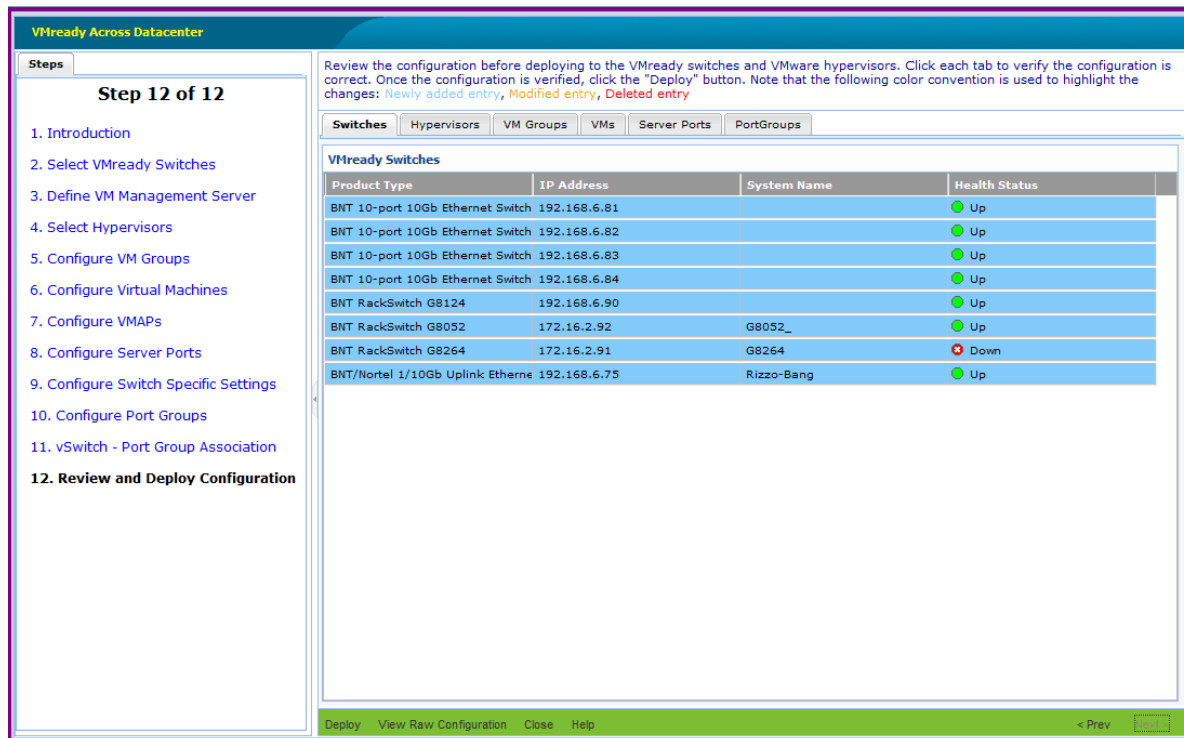 VMready Across Datacenter
Steps
Step 12 of 12
1. Introduction
2. Select VMready Switches
3. Define VM Management Server
4. Select Hypervisors
5. Configure VM Groups
6. Configure Virtual Machines
7. Configure VMAPs
8. Configure Server Ports
9. Configure Switch Specific Settings
10. Configure Port Groups
11. vSwitch - Port Group Association
12. Review and Deploy Configuration
Review the configuration before deploying to the VMready switches and VMware hypervisors. Click each tab to verify the configuration is
correct. Once the configuration is verified, click the "Deploy" button. Note that the following color convention is used to highlight the
changes: Newly added entry, Modified entry, Deleted entry
Switches Hypervisors VM Groups VMs Server Ports PortGroups
VMready Switches
Product Type IP Address System Name Health Status
BNT 10-port 10Gb Ethernet Switch 192.168.6.81 Up
BNT 10-port 10Gb Ethernet Switch 192.168.6.82 Up
BNT 10-port 10Gb Ethernet Switch 192.168.6.83 Up
BNT 10-port 10Gb Ethernet Switch 192.168.6.84 Up
BNT RackSwitch G8124 192.168.6.90 Up
BNT RackSwitch G8052 172.16.2.92 G8052_ Up
BNT RackSwitch G8264 172.16.2.91 G8264 Down
BNT/Nortel 1/10Gb Uplink Etherne 192.168.6.75 Rizzo-Bang Up
Deploy View Raw Configuration Close Help < Prev Next >